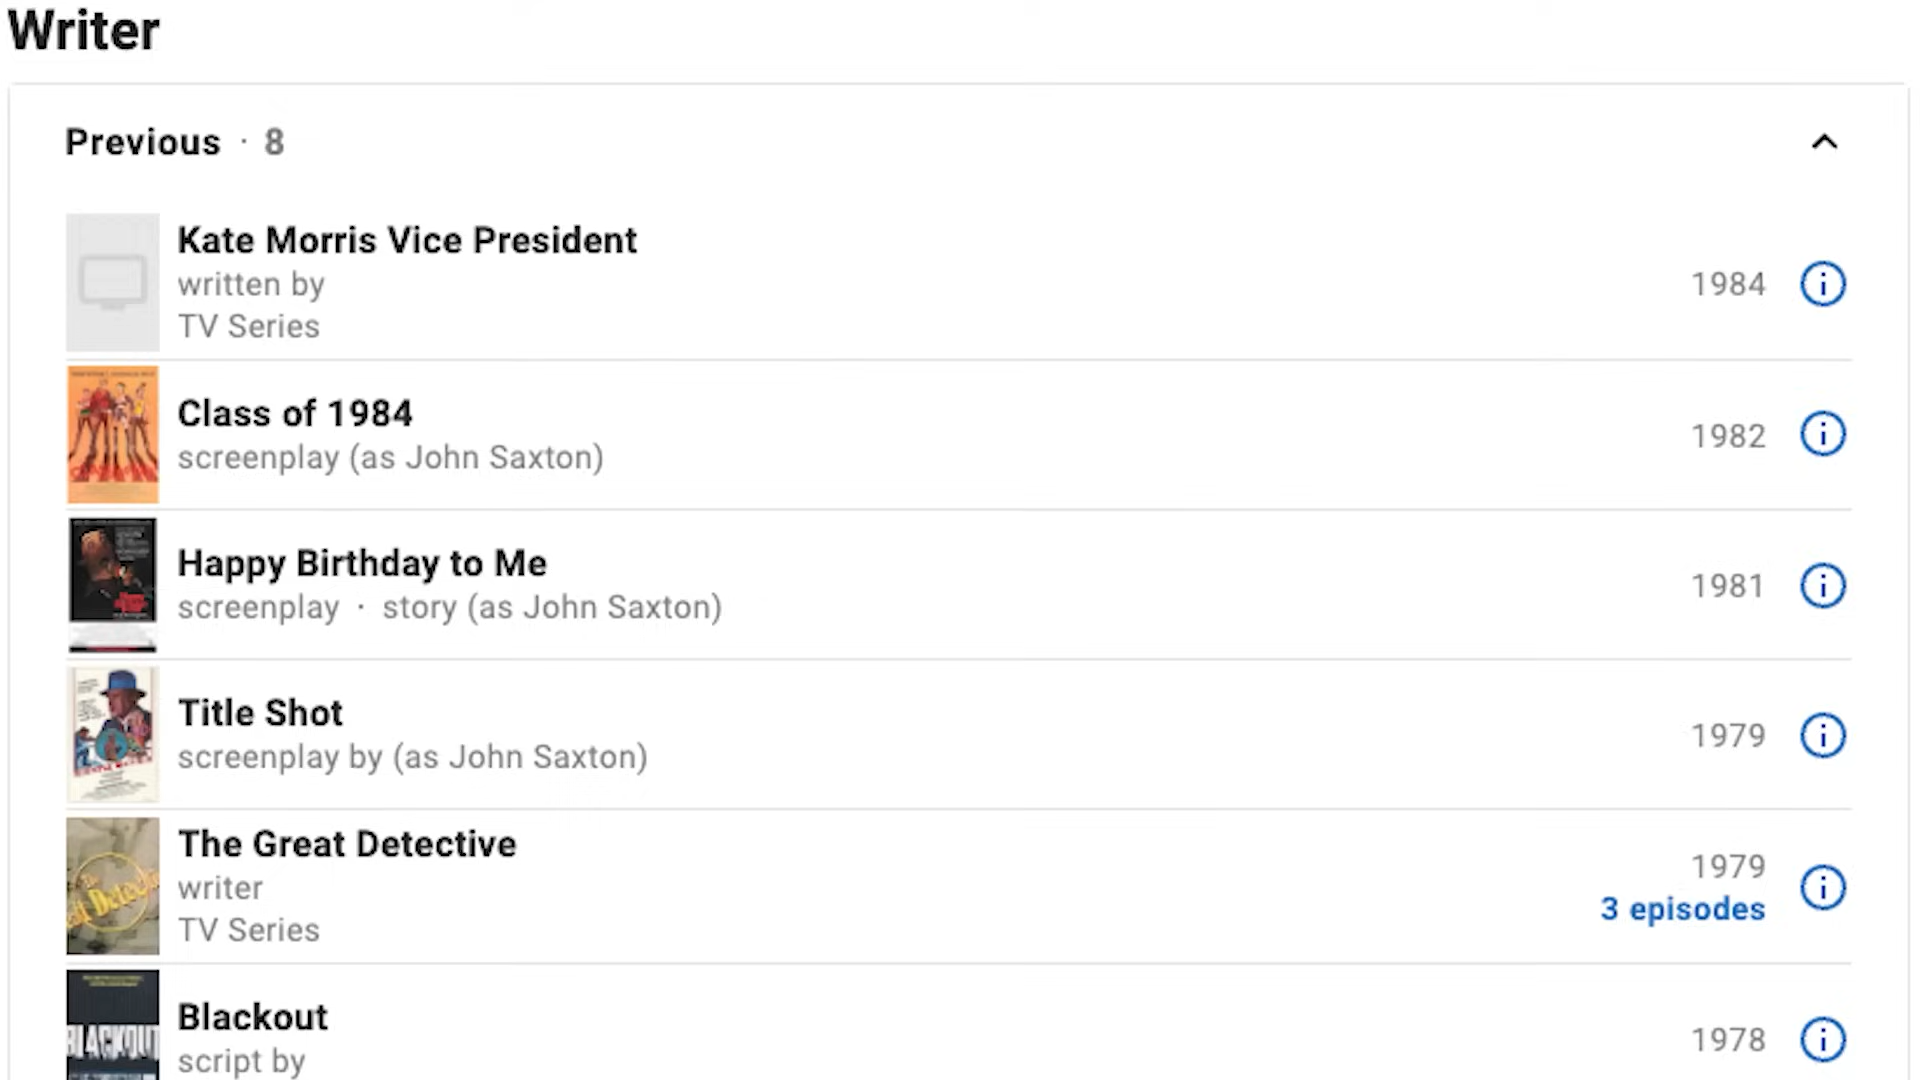 Writer
Previous · 8
Kate Morris Vice President
written by
TV Series
1984
Class of 1984
screenplay (as John Saxton)
1982
Happy Birthday to Me
screenplay · story (as John Saxton)
1981
Title Shot
screenplay by (as John Saxton)
1979
The Great Detective
writer
TV Series
1979
3 episodes
Blackout
script by
1978
BLACKOUT